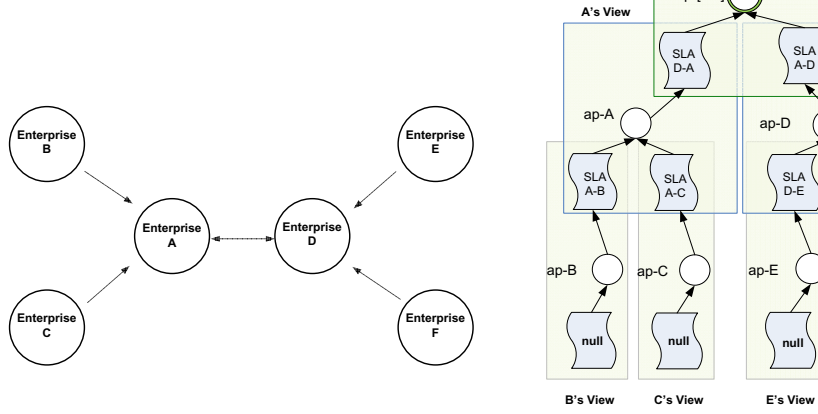 Enterprise
B
Enterprise
E
Enterprise
A
Enterprise
D
Enterprise
C
Enterprise
F
A's View
SLA
D-A
SLA
A-D
ap-A
ap-D
SLA
A-B
SLA
A-C
SLA
D-E
ap-B
ap-C
ap-E
null
null
null
B's View
C's View
E's View